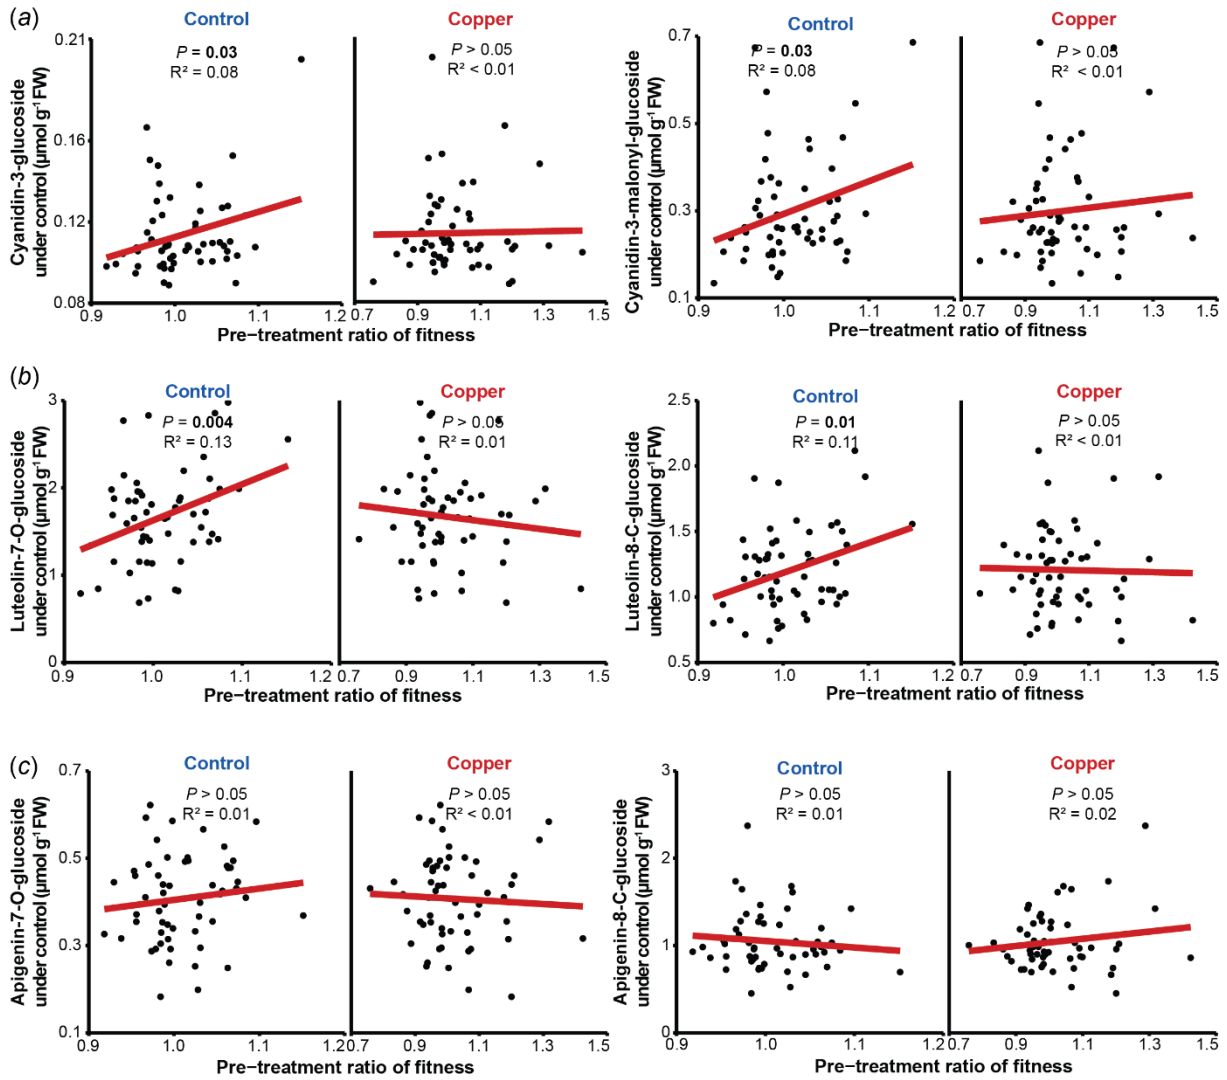 (a)
Control
Copper
P = 0.03
R² = 0.08
P > 0.05
R² < 0.01
Cyanidin-3-glucoside
under control (µmol g-1 FW)
0.21
0.16
0.12
0.08
0.9
1.0
1.1
1.2
0.7
0.9
1.1
1.3
1.5
Pre−treatment ratio of fitness
Control
Copper
P = 0.03
R² = 0.08
P > 0.05
R² < 0.01
Cyanidin-3-malonyl-glucoside
under control (µmol g-1 FW)
0.7
0.5
0.3
0.1
0.9
1.0
1.1
1.2
0.7
0.9
1.1
1.3
1.5
Pre−treatment ratio of fitness
(b)
Control
Copper
P = 0.004
R² = 0.13
P > 0.05
R² = 0.01
Luteolin-7-O-glucoside
under control (µmol g-1 FW)
3
2
1
0
0.9
1.0
1.1
1.2
0.7
0.9
1.1
1.3
1.5
Pre−treatment ratio of fitness
Control
Copper
P = 0.01
R² = 0.11
P > 0.05
R² < 0.01
Luteolin-8-C-glucoside
under control (µmol g-1 FW)
2.5
2.0
1.5
1.0
0.5
0.9
1.0
1.1
1.2
0.7
0.9
1.1
1.3
1.5
Pre−treatment ratio of fitness
(c)
Control
Copper
P > 0.05
R² = 0.01
P > 0.05
R² < 0.01
Apigenin-7-O-glucoside
under control (µmol g-1 FW)
0.7
0.5
0.3
0.1
0.9
1.0
1.1
1.2
0.7
0.9
1.1
1.3
1.5
Pre−treatment ratio of fitness
Control
Copper
P > 0.05
R² = 0.01
P > 0.05
R² = 0.02
Apigenin-8-C-glucoside
under control (µmol g-1 FW)
3
2
1
0
0.9
1.0
1.1
1.2
0.7
0.9
1.1
1.3
1.5
Pre−treatment ratio of fitness